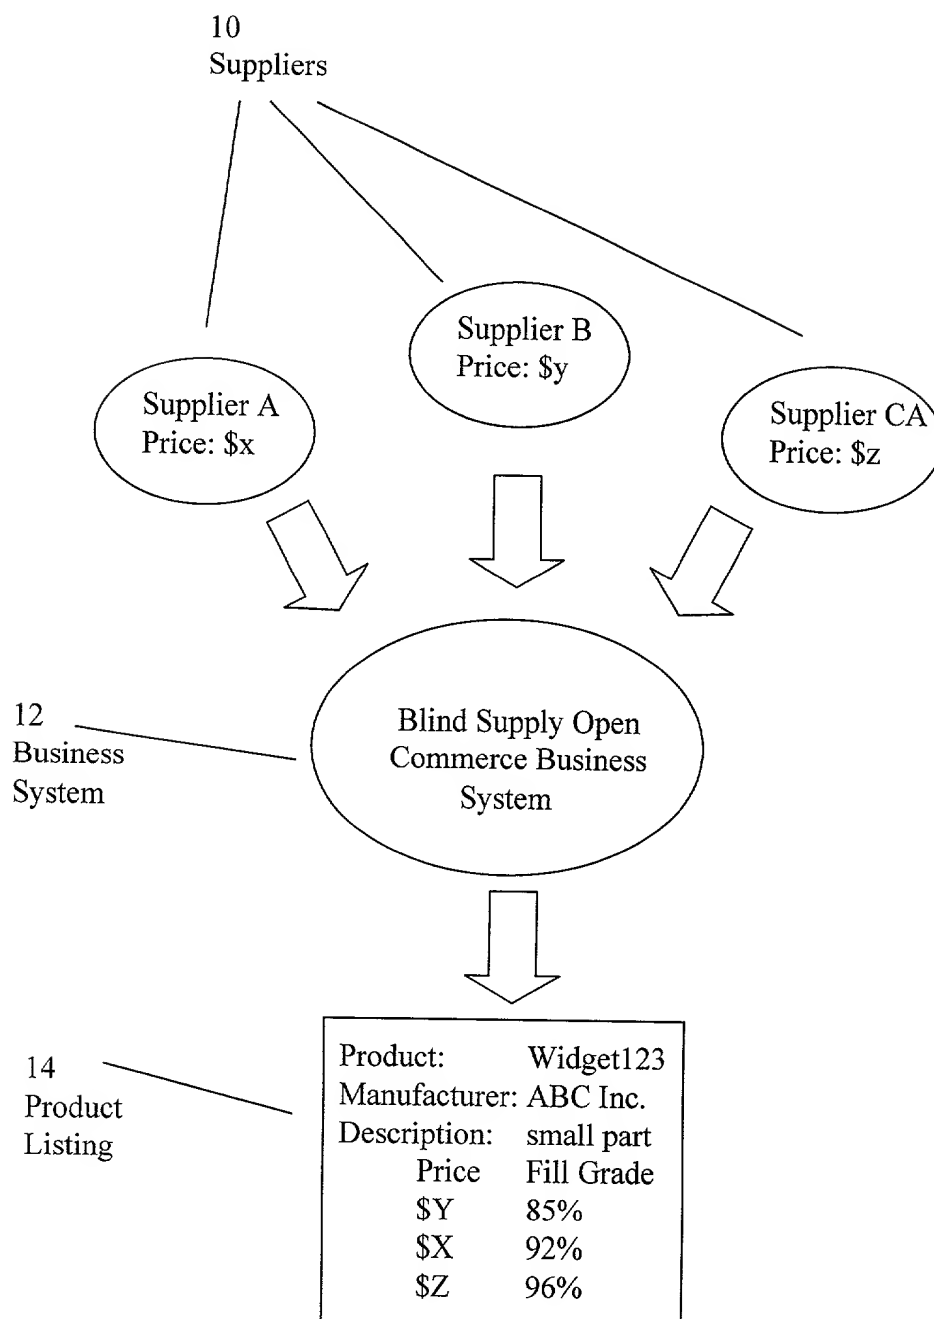 10
Suppliers
Supplier B
Price: $y
Supplier A
Price: $x
Supplier CA
Price: $z
12
Business
System
Blind Supply Open
Commerce Business
System
14
Product
Listing
Product: Widget123
Manufacturer: ABC Inc.
Description: small part
Price Fill Grade
$Y 85%
$X 92%
$Z 96%